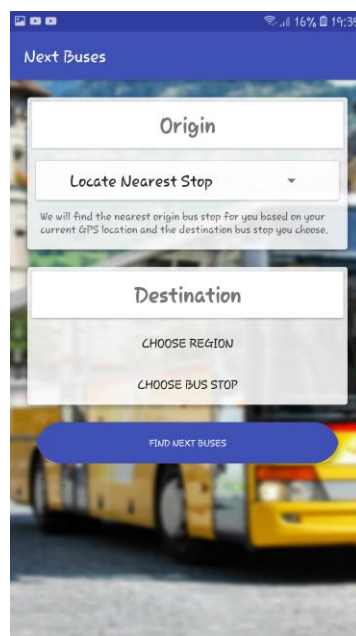 16% 19:35
Next Buses
Origin
Locate Nearest Stop
We will find the nearest origin bus stop for you based on your
current GPS location and the destination bus stop you choose.
Destination
CHOOSE REGION
CHOOSE BUS STOP
FIND NEXT BUSES